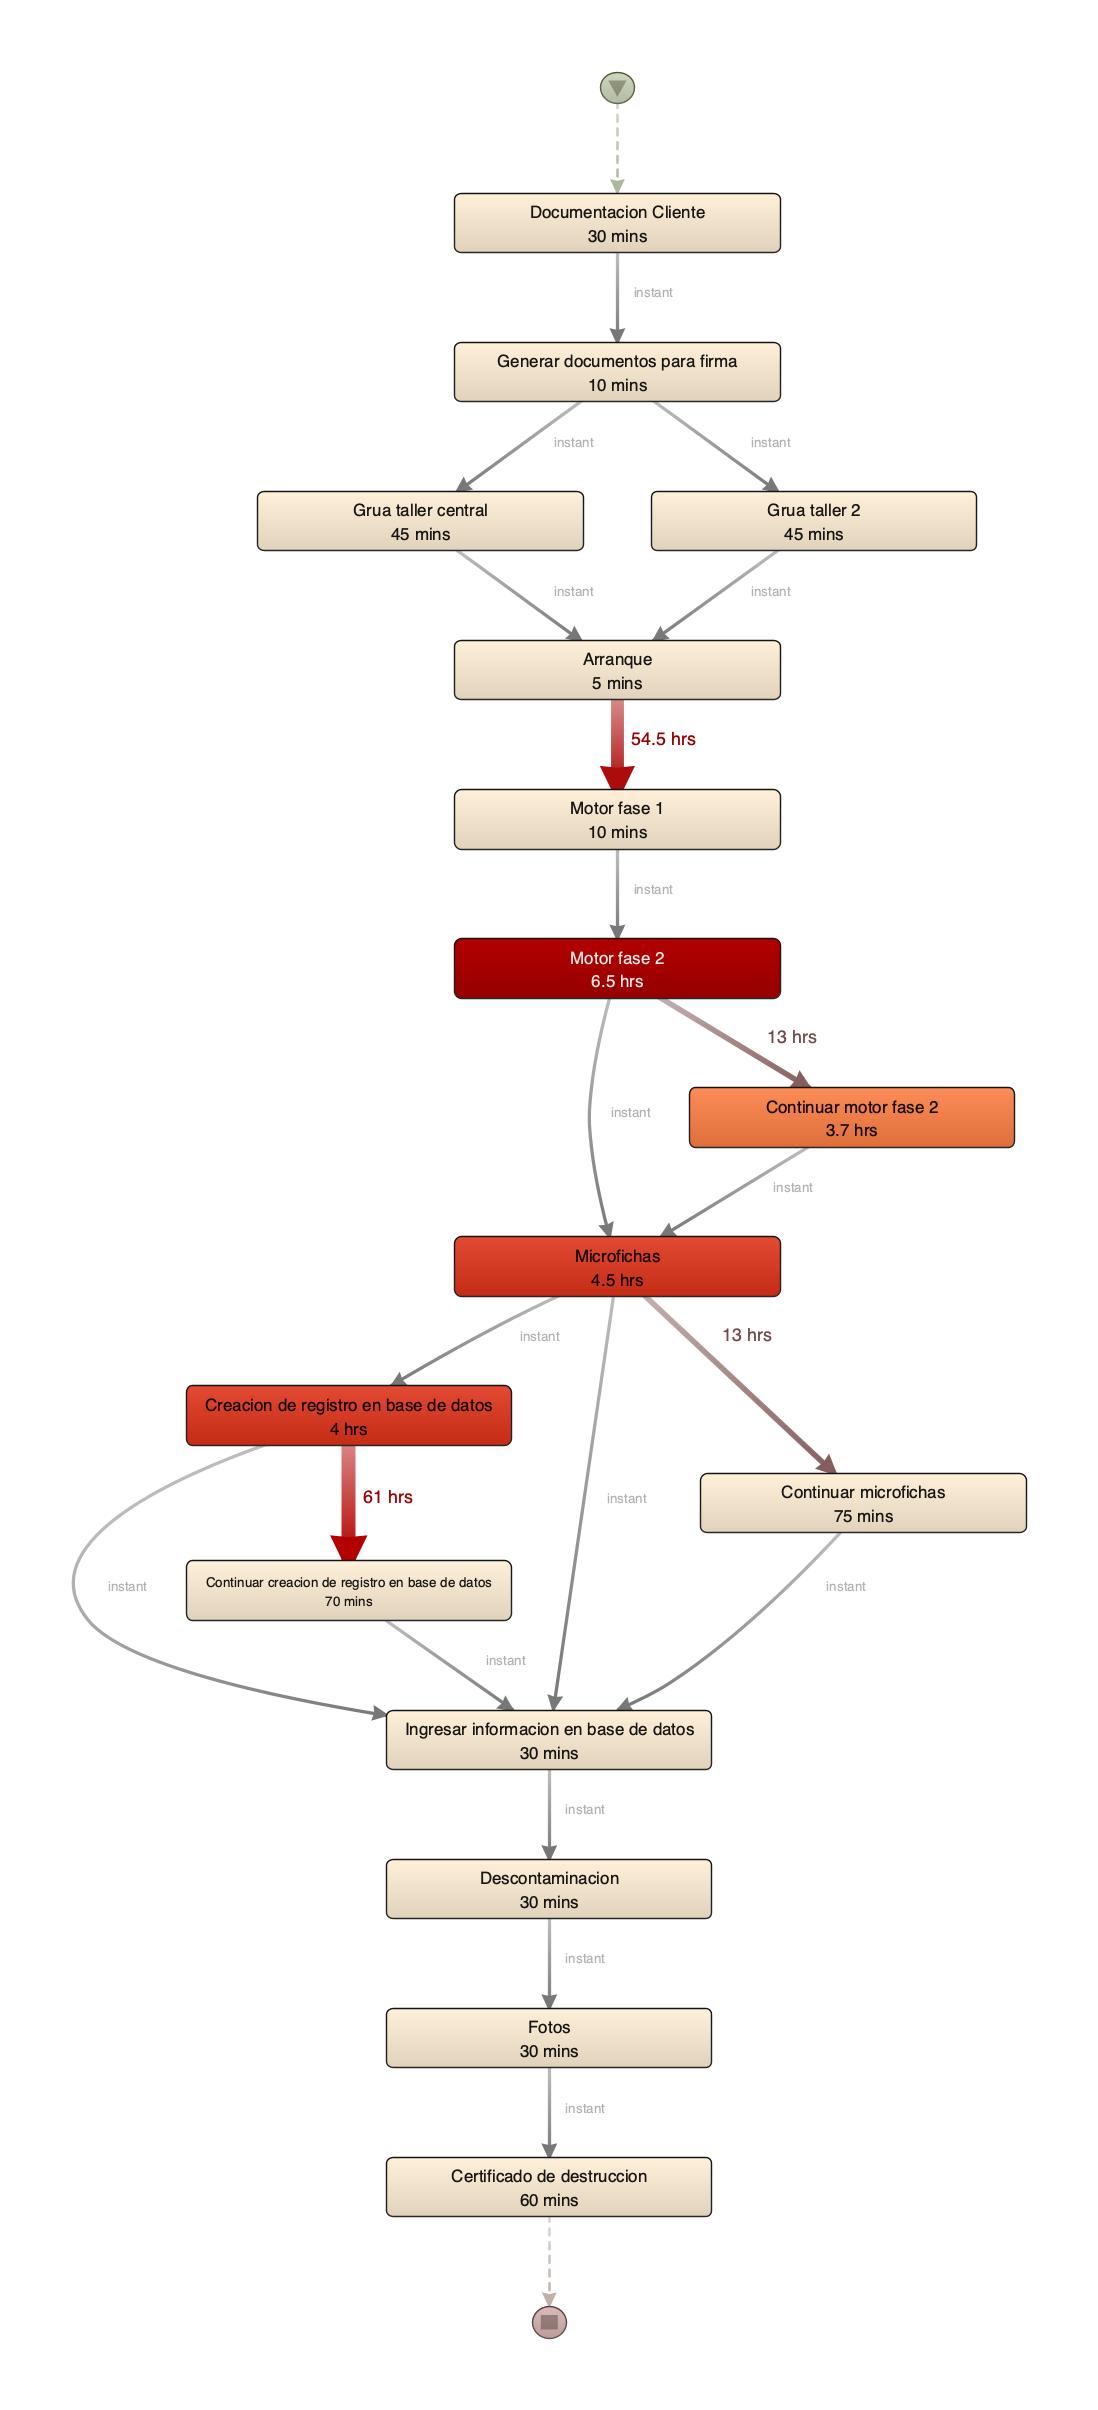 Documentacion Cliente
30 mins
instant
Generar documentos para firma
10 mins
instant
instant
Grua taller central
45 mins
Grua taller 2
45 mins
instant
instant
Arranque
5 mins
54.5 hrs
Motor fase 1
10 mins
instant
Motor fase 2
6.5 hrs
13 hrs
instant
Continuar motor fase 2
3.7 hrs
instant
Microfichas
4.5 hrs
instant
13 hrs
Creacion de registro en base de datos
4 hrs
61 hrs
instant
Continuar microfichas
75 mins
instant
Continuar creacion de registro en base de datos
70 mins
instant
instant
Ingresar informacion en base de datos
30 mins
instant
Descontaminacion
30 mins
instant
Fotos
30 mins
instant
Certificado de destruccion
60 mins